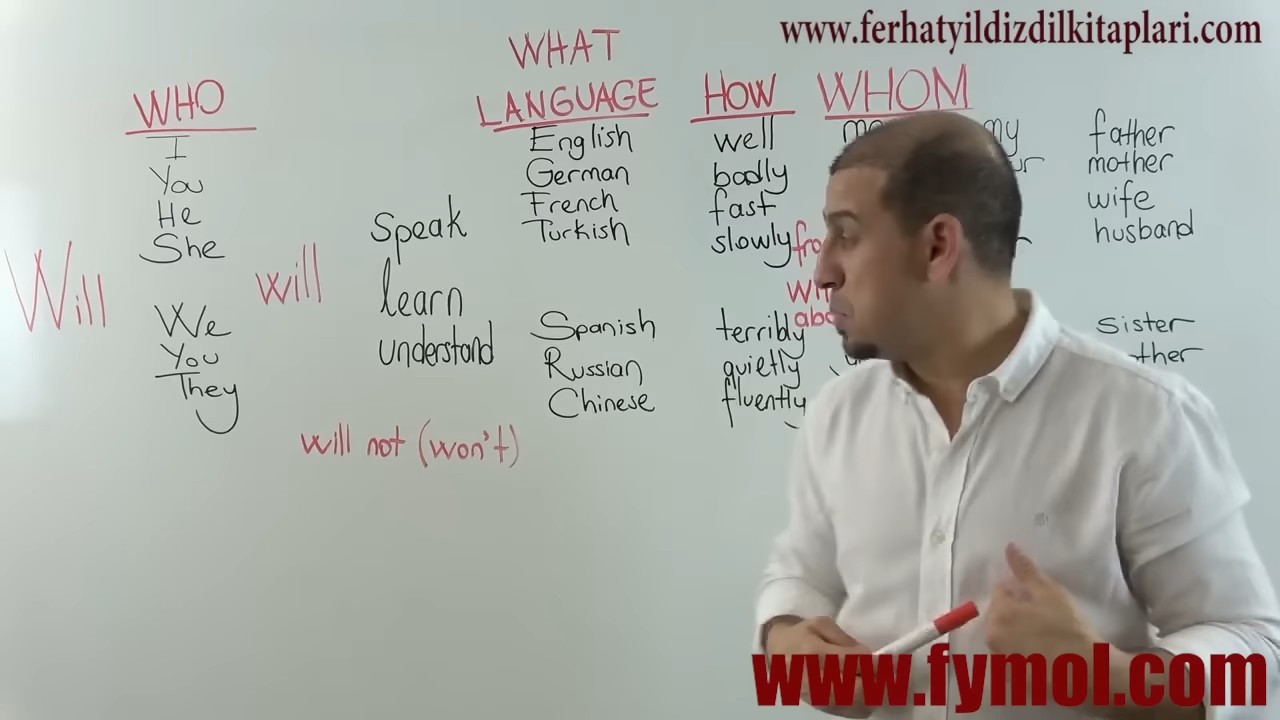 www.ferhatyildizdilkitaplari.com
WHAT
WHO LANGUAGE HOW WHOM
I English well my father
You German badly mother
He French fast wife
She Speak Turkish slowly husband
Will will learn
We Spanish terribly sister
You understand Russian quietly
They Chinese fluently
will not (won't)
www.fymol.com